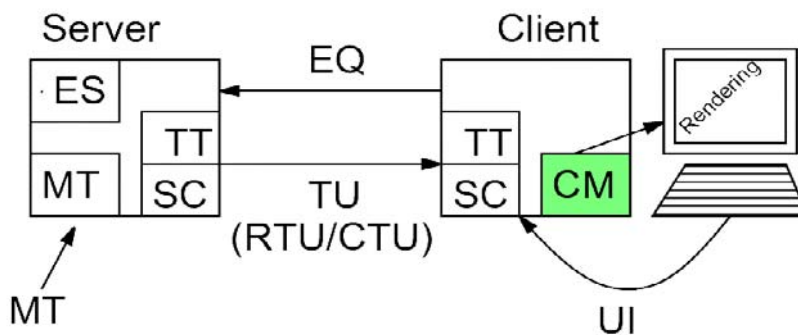 Server
Client
EQ
ES
TT
TT
Rendering
MT
SC
SC
CM
TU
(RTU/CTU)
MT
UI